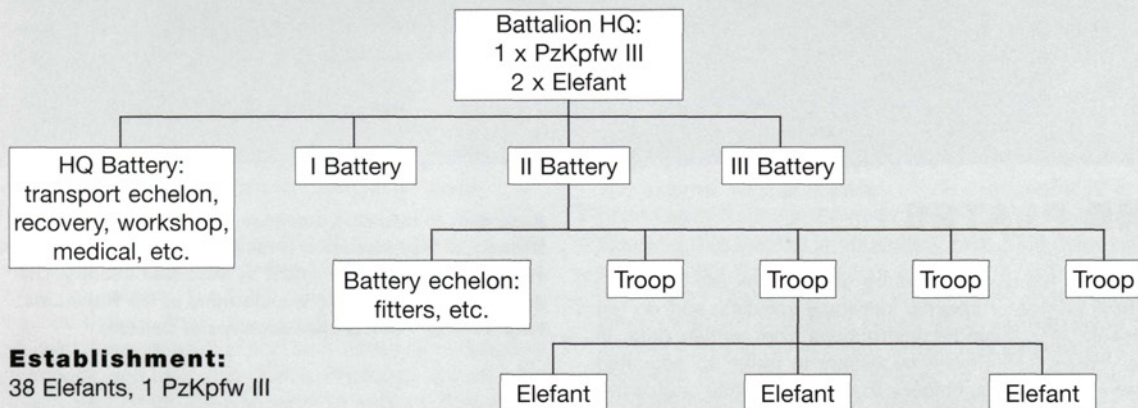 Battalion HQ:
1 x PzKpfw III
2 x Elefant
HQ Battery:
transport echelon,
recovery, workshop,
medical, etc.
I Battery
II Battery
III Battery
Battery echelon:
fitters, etc.
Troop
Troop
Troop
Troop
Establishment:
38 Elefants, 1 PzKpfw III
Elefant
Elefant
Elefant